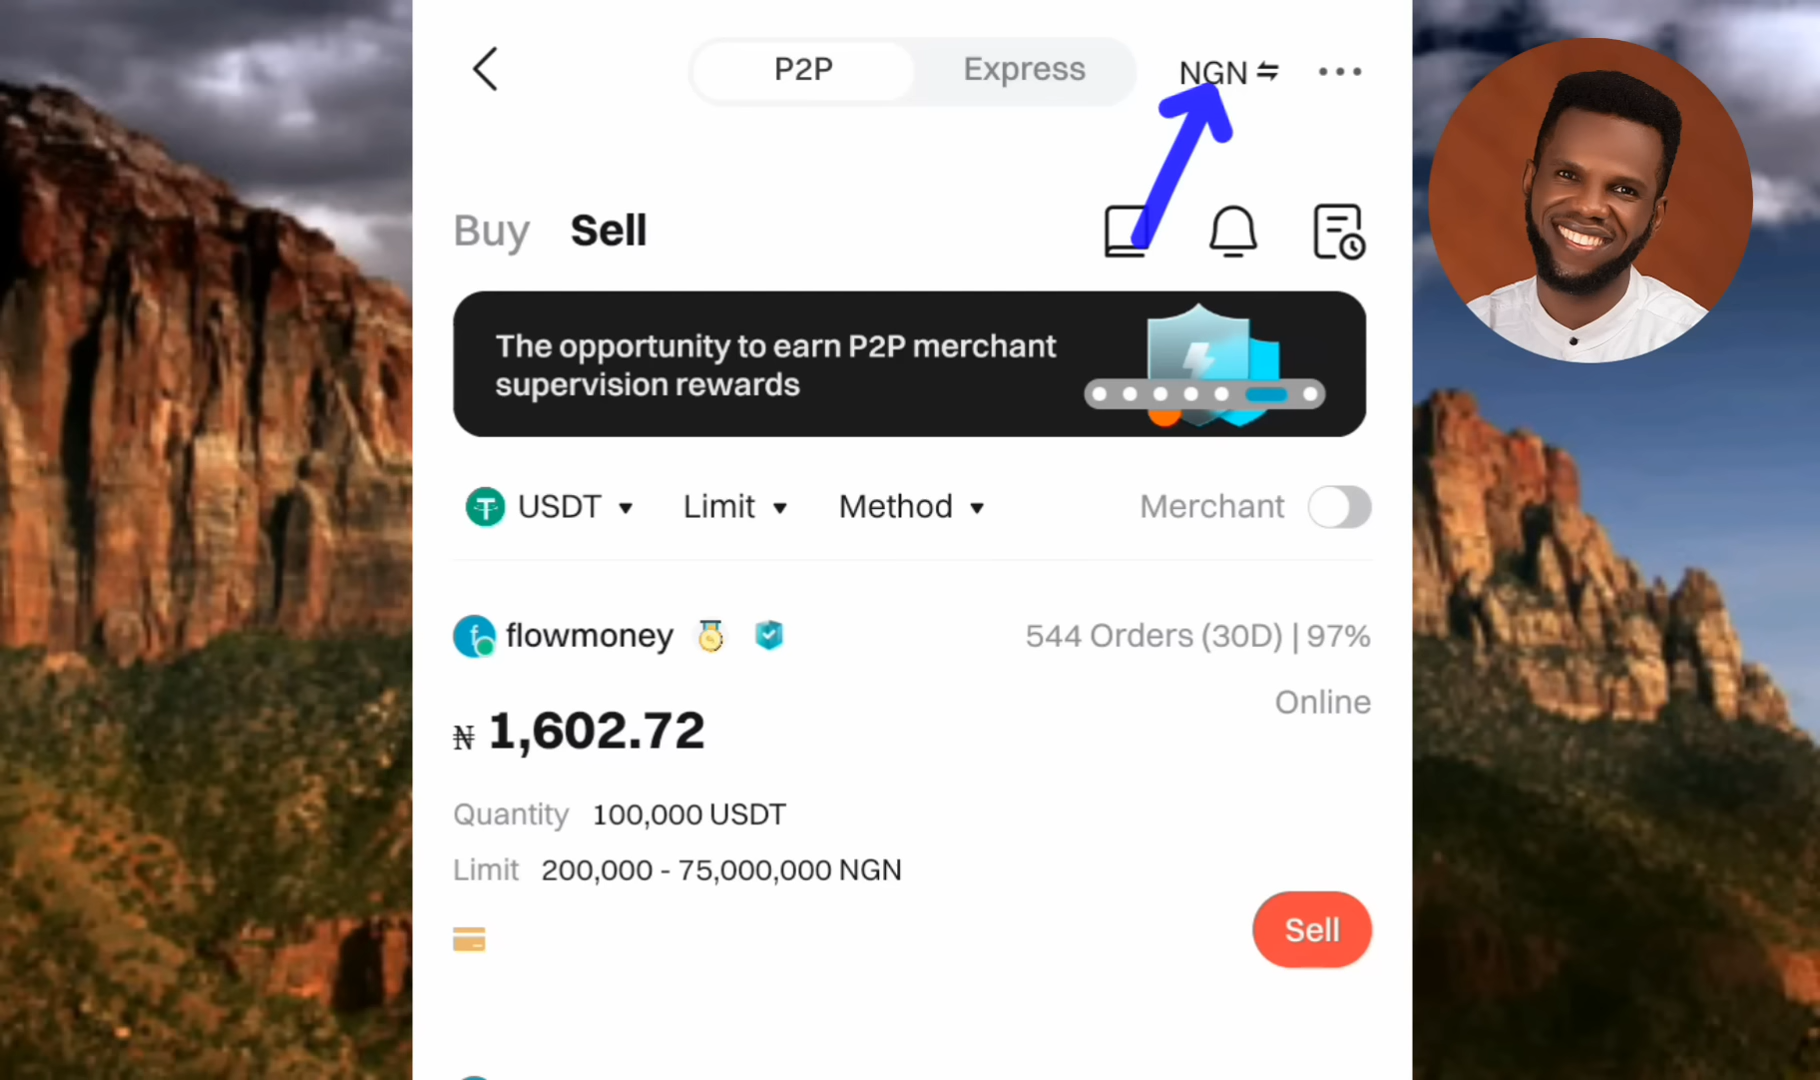 P2P Express NGN
Buy Sell
The opportunity to earn P2P merchant
supervision rewards
USDT Limit Method Merchant
f flowmoney 544 Orders (30D) | 97%
Online
₦ 1,602.72
Quantity 100,000 USDT
Limit 200,000 - 75,000,000 NGN
Sell